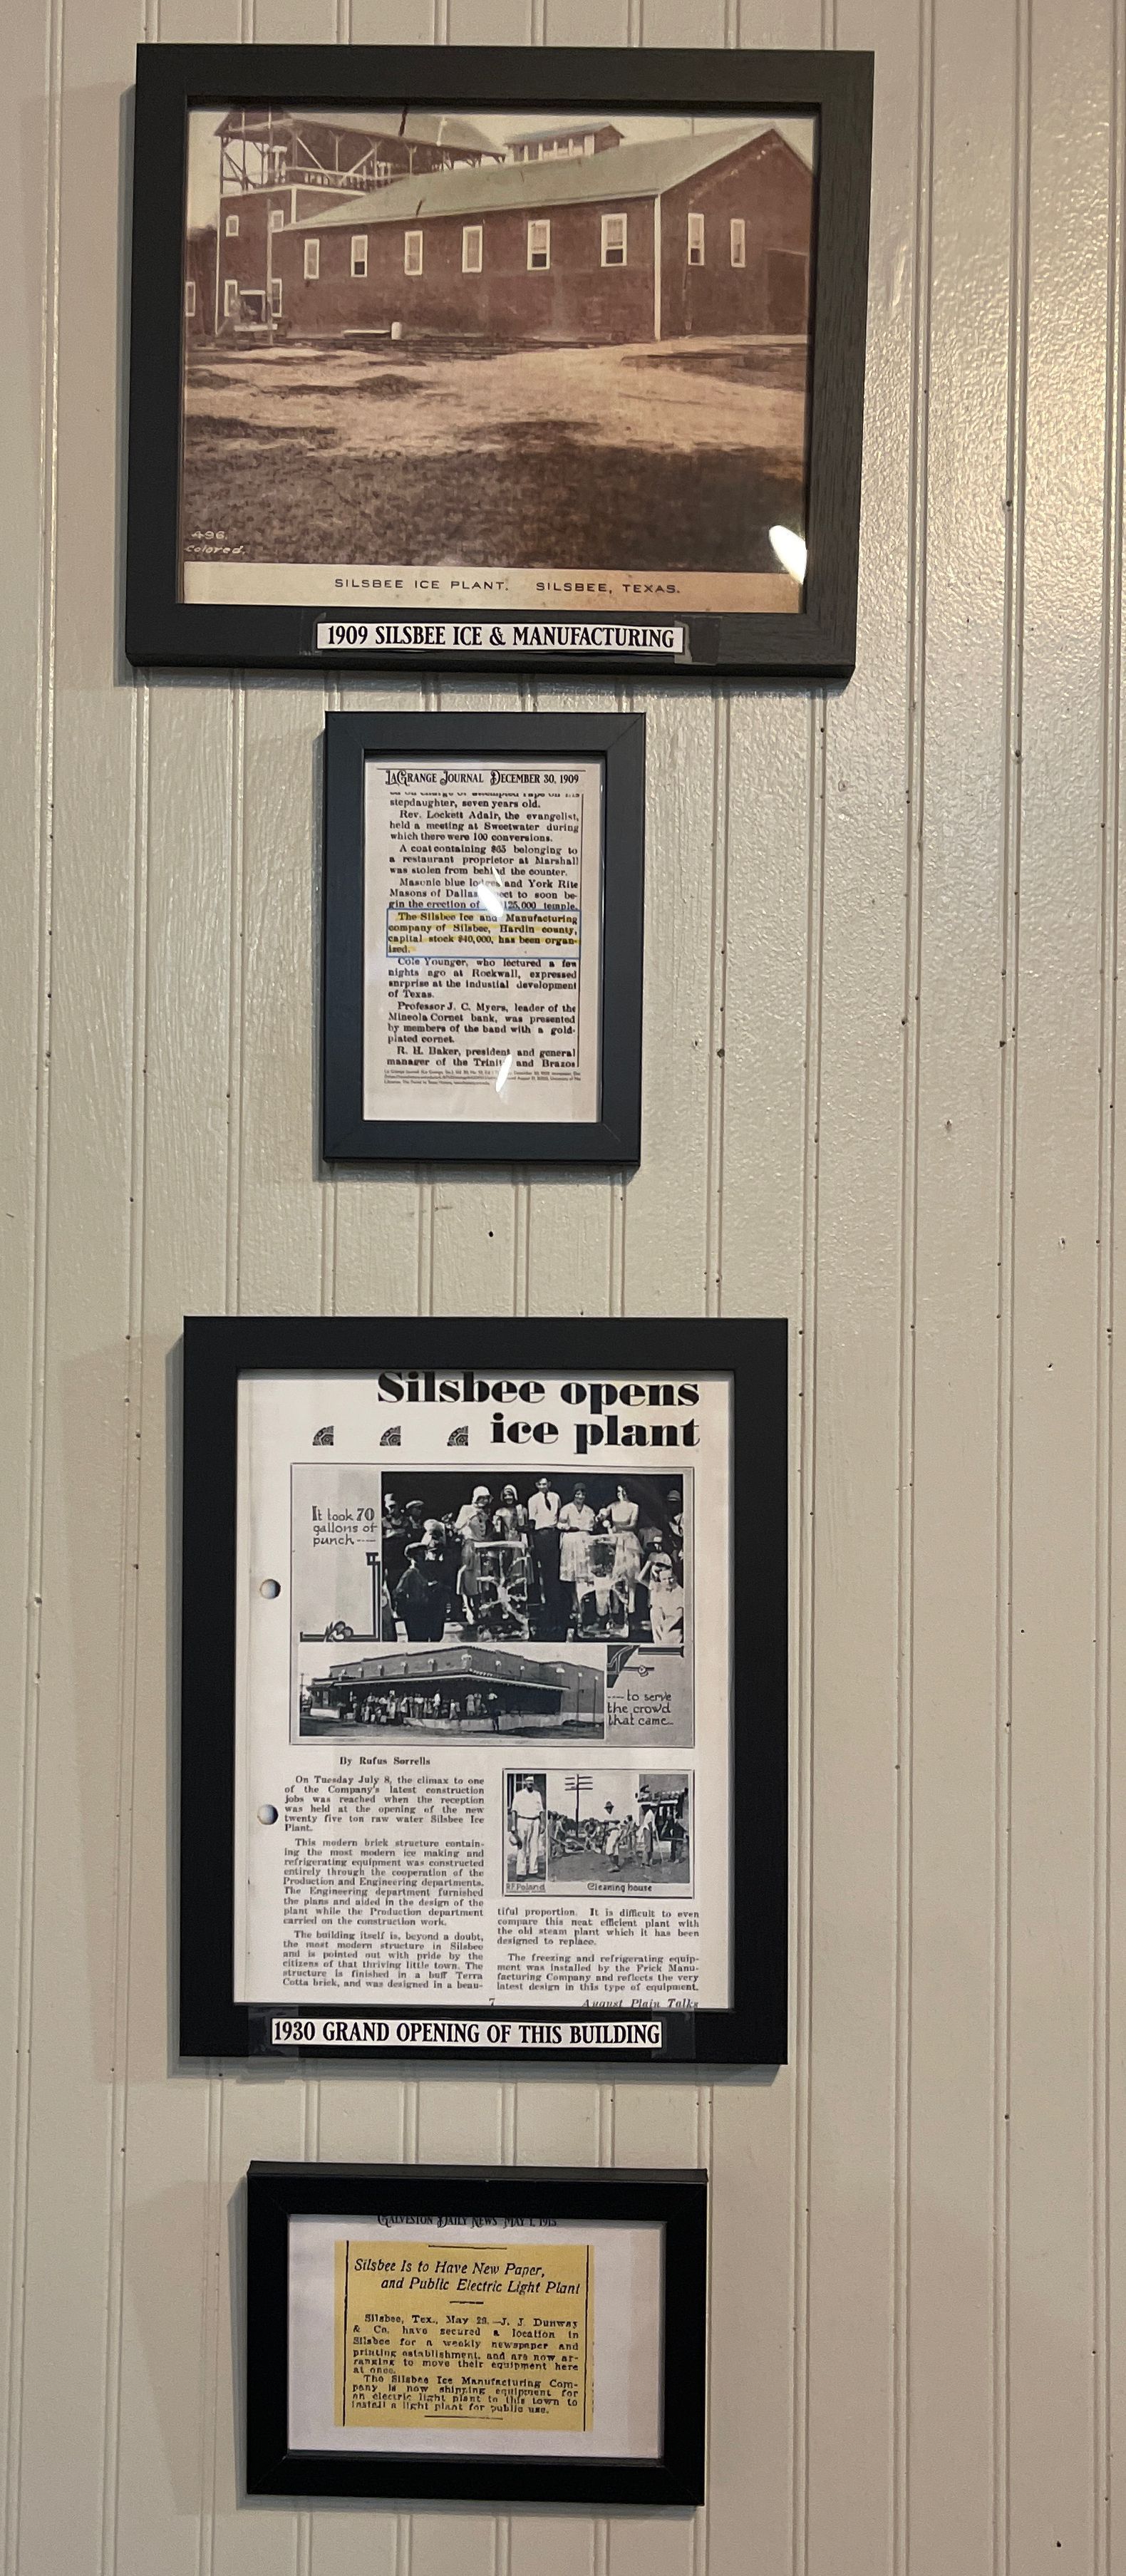 496.
Colored.
SILSBEE ICE PLANT. SILSBEE, TEXAS.
1909 SILSBEE ICE & MANUFACTURING
LAGRANGE JOURNAL DECEMBER 30, 1909
stepdaughter, seven years old.
Rev. Lockett Adair, the evangelist,
held a meeting at Sweetwater during
which there were 100 conversions.
A coat containing $65 belonging to
a restaurant proprietor at Marshall
was stolen from behind the counter.
Masonic blue lodges and York Rite
Masons of Dallas expect to soon be-
gin the erection of 125,000 temple.
The Silsbee Ice and Manufacturing
company of Silsbee, Hardin county,
capital stock $40,000, has been organ-
ized.
Cole Younger, who lectured a few
nights ago at Rockwall, expressed
surprise at the industial development
of Texas.
Professor J. C. Myers, leader of the
Mineola Cornet bank, was presented
by members of the band with a gold-
plated cornet.
R. H. Baker, president and general
manager of the Trinity and Brazos
Silsbee opens
ice plant
It took 70
gallons of
punch ----
---- to serve
the crowd
that came...
By Rufus Sorrells
On Tuesday July 8, the climax to one
of the Company's latest construction
jobs was reached when the reception
was held at the opening of the new
twenty five ton raw water Silsbee Ice
Plant.
This modern brick structure contain-
ing the most modern ice making and
refrigerating equipment was constructed
entirely through the cooperation of the
Production and Engineering departments.
The Engineering department furnished
the plans and aided in the design of the
plant while the Production department
carried on the construction work.
The building itself is, beyond a doubt,
the most modern structure in Silsbee
and is pointed out with pride by the
citizens of that thriving little town. The
structure is finished in a buff Terra
Cotta brick, and was designed in a beau-
R.F. Poland
Cleaning house
tiful proportion. It is difficult to even
compare this neat efficient plant with
the old steam plant which it has been
designed to replace.
The freezing and refrigerating equip-
ment was installed by the Frick Manu-
facturing Company and reflects the very
latest design in this type of equipment.
7
August Plain Talks
1930 GRAND OPENING OF THIS BUILDING
GALVESTON DAILY NEWS MAY 1, 1915
Silsbee Is to Have New Paper,
and Public Electric Light Plant
Silsbee, Tex., May 28.—J. J. Dunway
& Co. have secured a location in
Silsbee for a weekly newspaper and
printing establishment, and are now ar-
ranging to move their equipment here
at once.
The Silsbee Ice Manufacturing Com-
pany is now shipping equipment for
an electric light plant to this town to
install a light plant for public use.